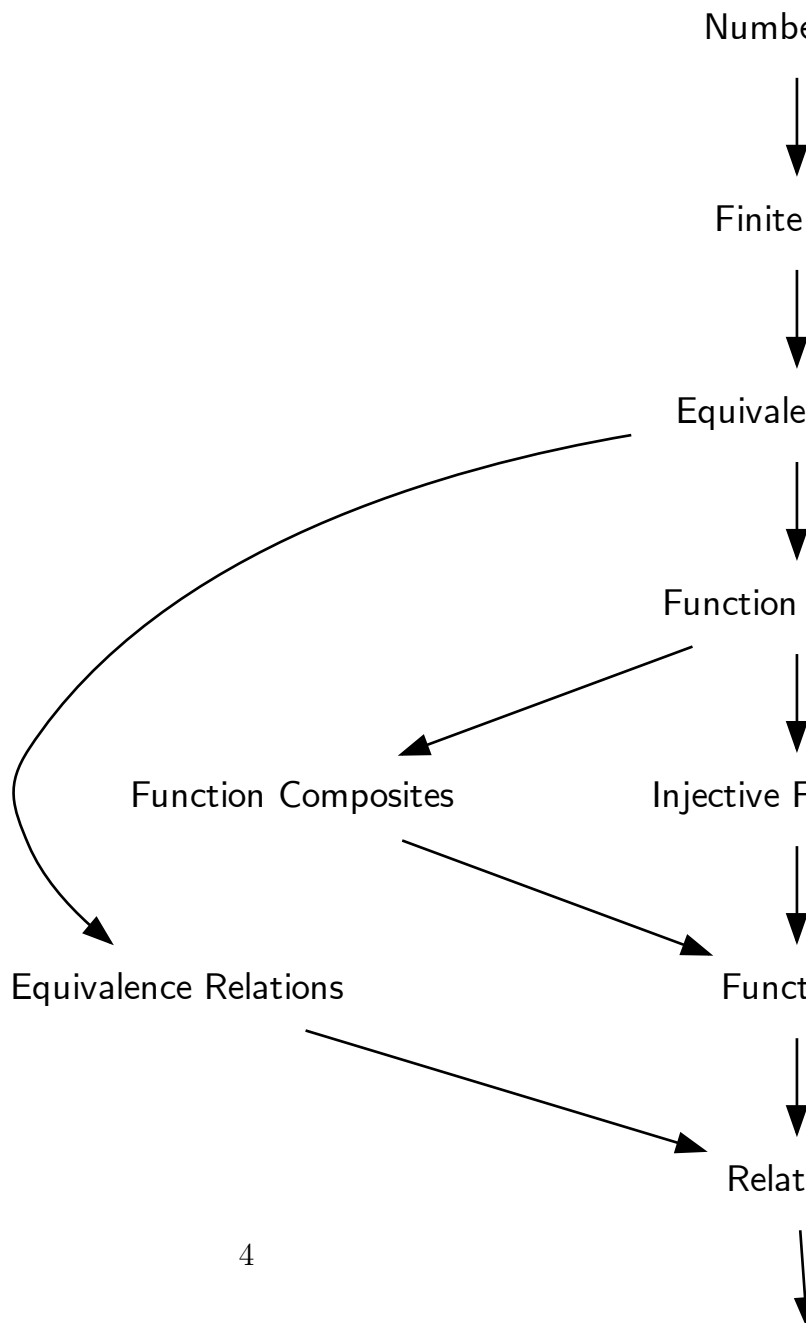 Numbe
Finite
Equivale
Function
Function Composites
Injective F
Equivalence Relations
Funct
Relat
4